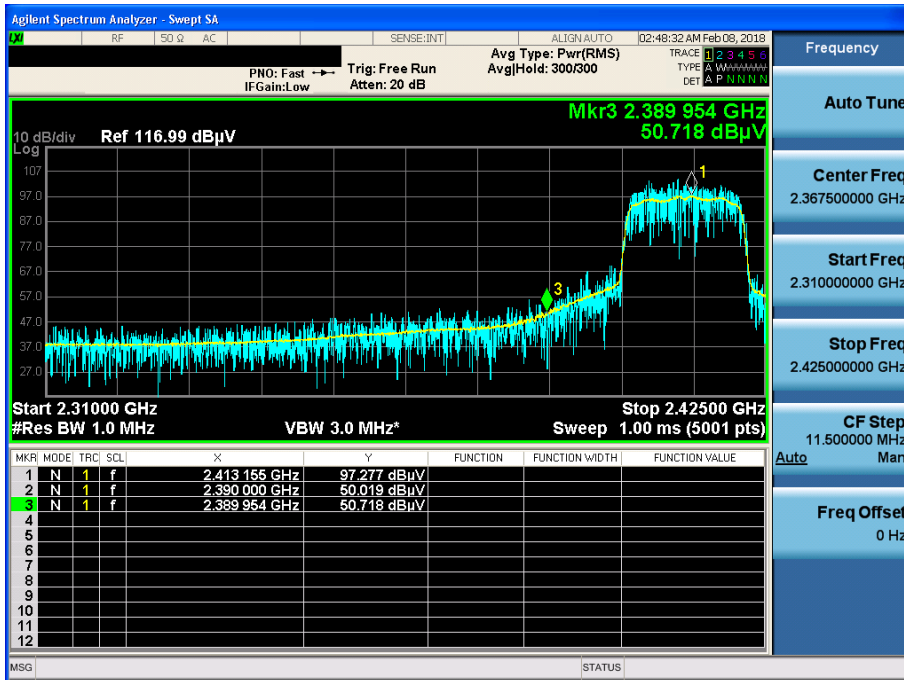 Agilent Spectrum Analyzer - Swept SA
LXI RF 50 Ω AC SENSE:INT ALIGN AUTO 02:48:32 AM Feb 08, 2018
PNO: Fast Trig: Free Run Avg Type: Pwr(RMS) TRACE 1 2 3 4 5 6
IFGain:Low Atten: 20 dB Avg|Hold: 300/300 TYPE A WWWWW
DET A P N N N N
Mkr3 2.389 954 GHz
50.718 dBµV
10 dB/div Ref 116.99 dBµV
Log
107
97.0
87.0
77.0
67.0
57.0
47.0
37.0
27.0
1
3
Start 2.31000 GHz Stop 2.42500 GHz
#Res BW 1.0 MHz VBW 3.0 MHz* Sweep 1.00 ms (5001 pts)
MKR MODE TRC SCL X Y FUNCTION FUNCTION WIDTH FUNCTION VALUE
1 N 1 f 2.413 155 GHz 97.277 dBµV
2 N 1 f 2.390 000 GHz 50.019 dBµV
3 N 1 f 2.389 954 GHz 50.718 dBµV
4
5
6
7
8
9
10
11
12
MSG STATUS
Frequency
Auto Tune
Center Freq
2.367500000 GHz
Start Freq
2.310000000 GHz
Stop Freq
2.425000000 GHz
CF Step
11.500000 MHz
Auto Man
Freq Offset
0 Hz